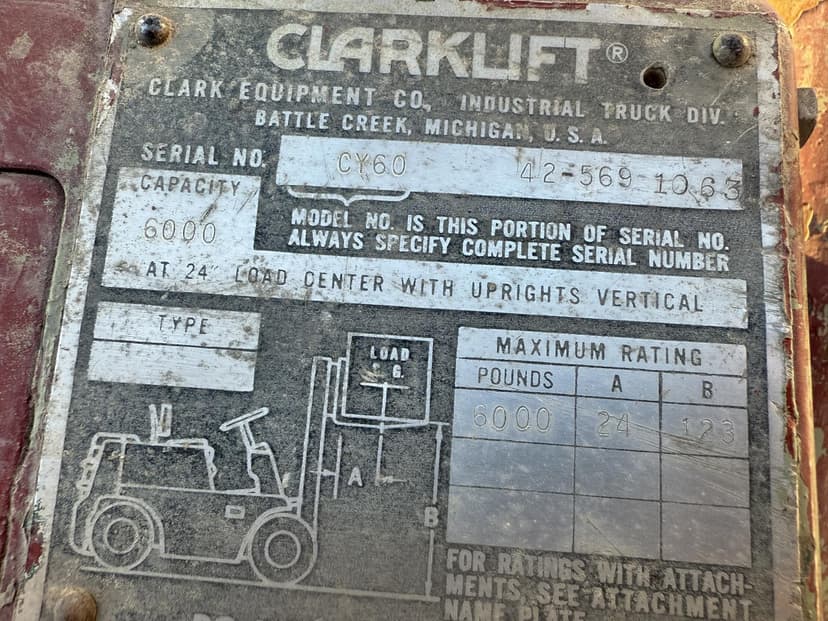 CLARKLIFT®
CLARK EQUIPMENT CO., INDUSTRIAL TRUCK DIV.
BATTLE CREEK, MICHIGAN, U.S.A.
SERIAL NO. CY60 42-569 1063
CAPACITY
6000
MODEL NO. IS THIS PORTION OF SERIAL NO.
ALWAYS SPECIFY COMPLETE SERIAL NUMBER
AT 24" LOAD CENTER WITH UPRIGHTS VERTICAL
TYPE
LOAD
G.
A
B
MAXIMUM RATING
POUNDS A B
6000 24 123
FOR RATINGS WITH ATTACH-
MENTS, SEE ATTACHMENT
NAME PLATE